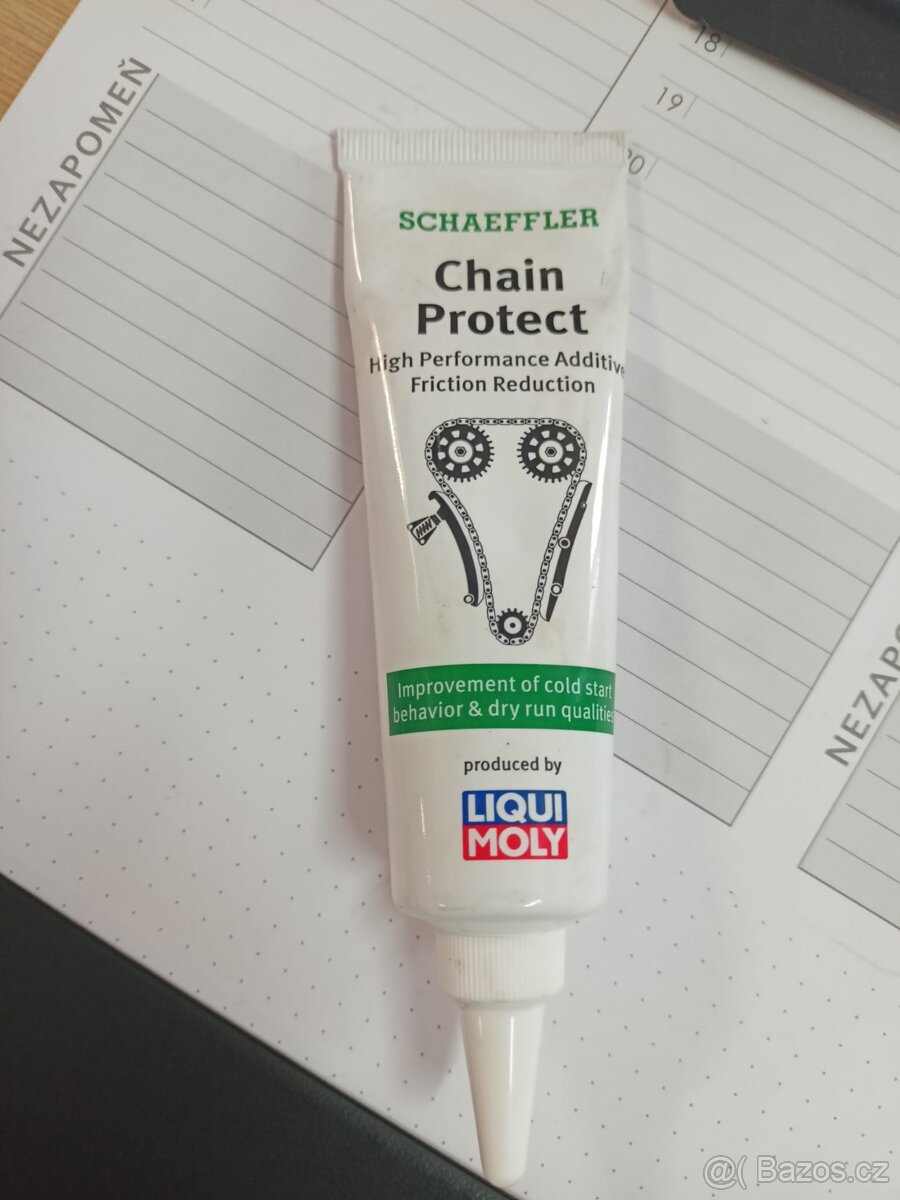 18
19
20
NEZAPOMEŇ
SCHAEFFLER
Chain
Protect
High Performance Additive
Friction Reduction
Improvement of cold start
behavior & dry run qualities
produced by
LIQUI
MOLY
@( Bazos.cz